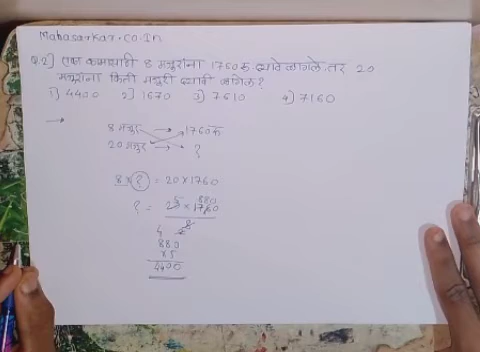 Mahasarkar.Co.In
Q.2] एका कामासाठी 8 मजूरांना 1760रू द्यावे लागले तर 20
मजूरांना किती मजूरी द्यावी लागेल?
1) 4400 2) 1670 3) 7610 4) 7160
→
8 मजूर → 1760रू
20 मजूर → ?
8 × ? = 20 × 1760
? = 20 × 1760
8
880
×5
4400